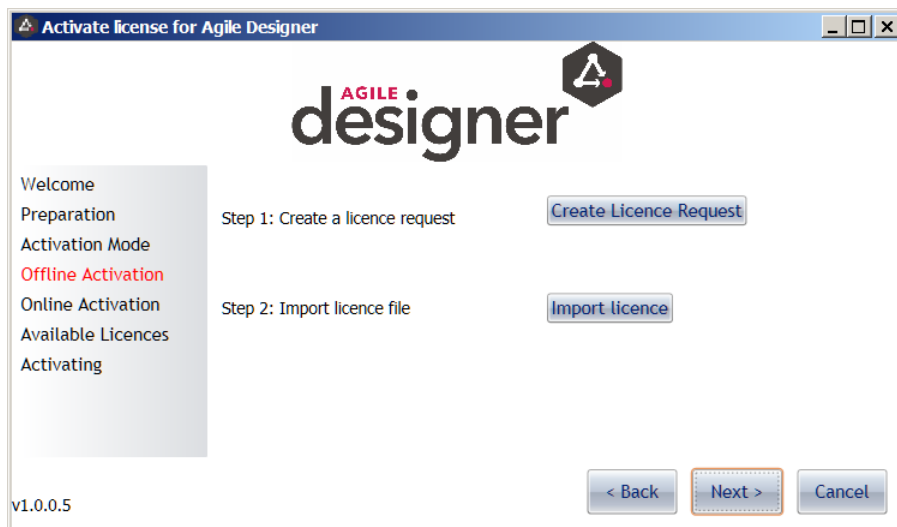 Activate license for Agile Designer
AGILE
designer
Welcome
Preparation
Activation Mode
Offline Activation
Online Activation
Available Licences
Activating
Step 1: Create a licence request
Create Licence Request
Step 2: Import licence file
Import licence
v1.0.0.5
< Back
Next >
Cancel